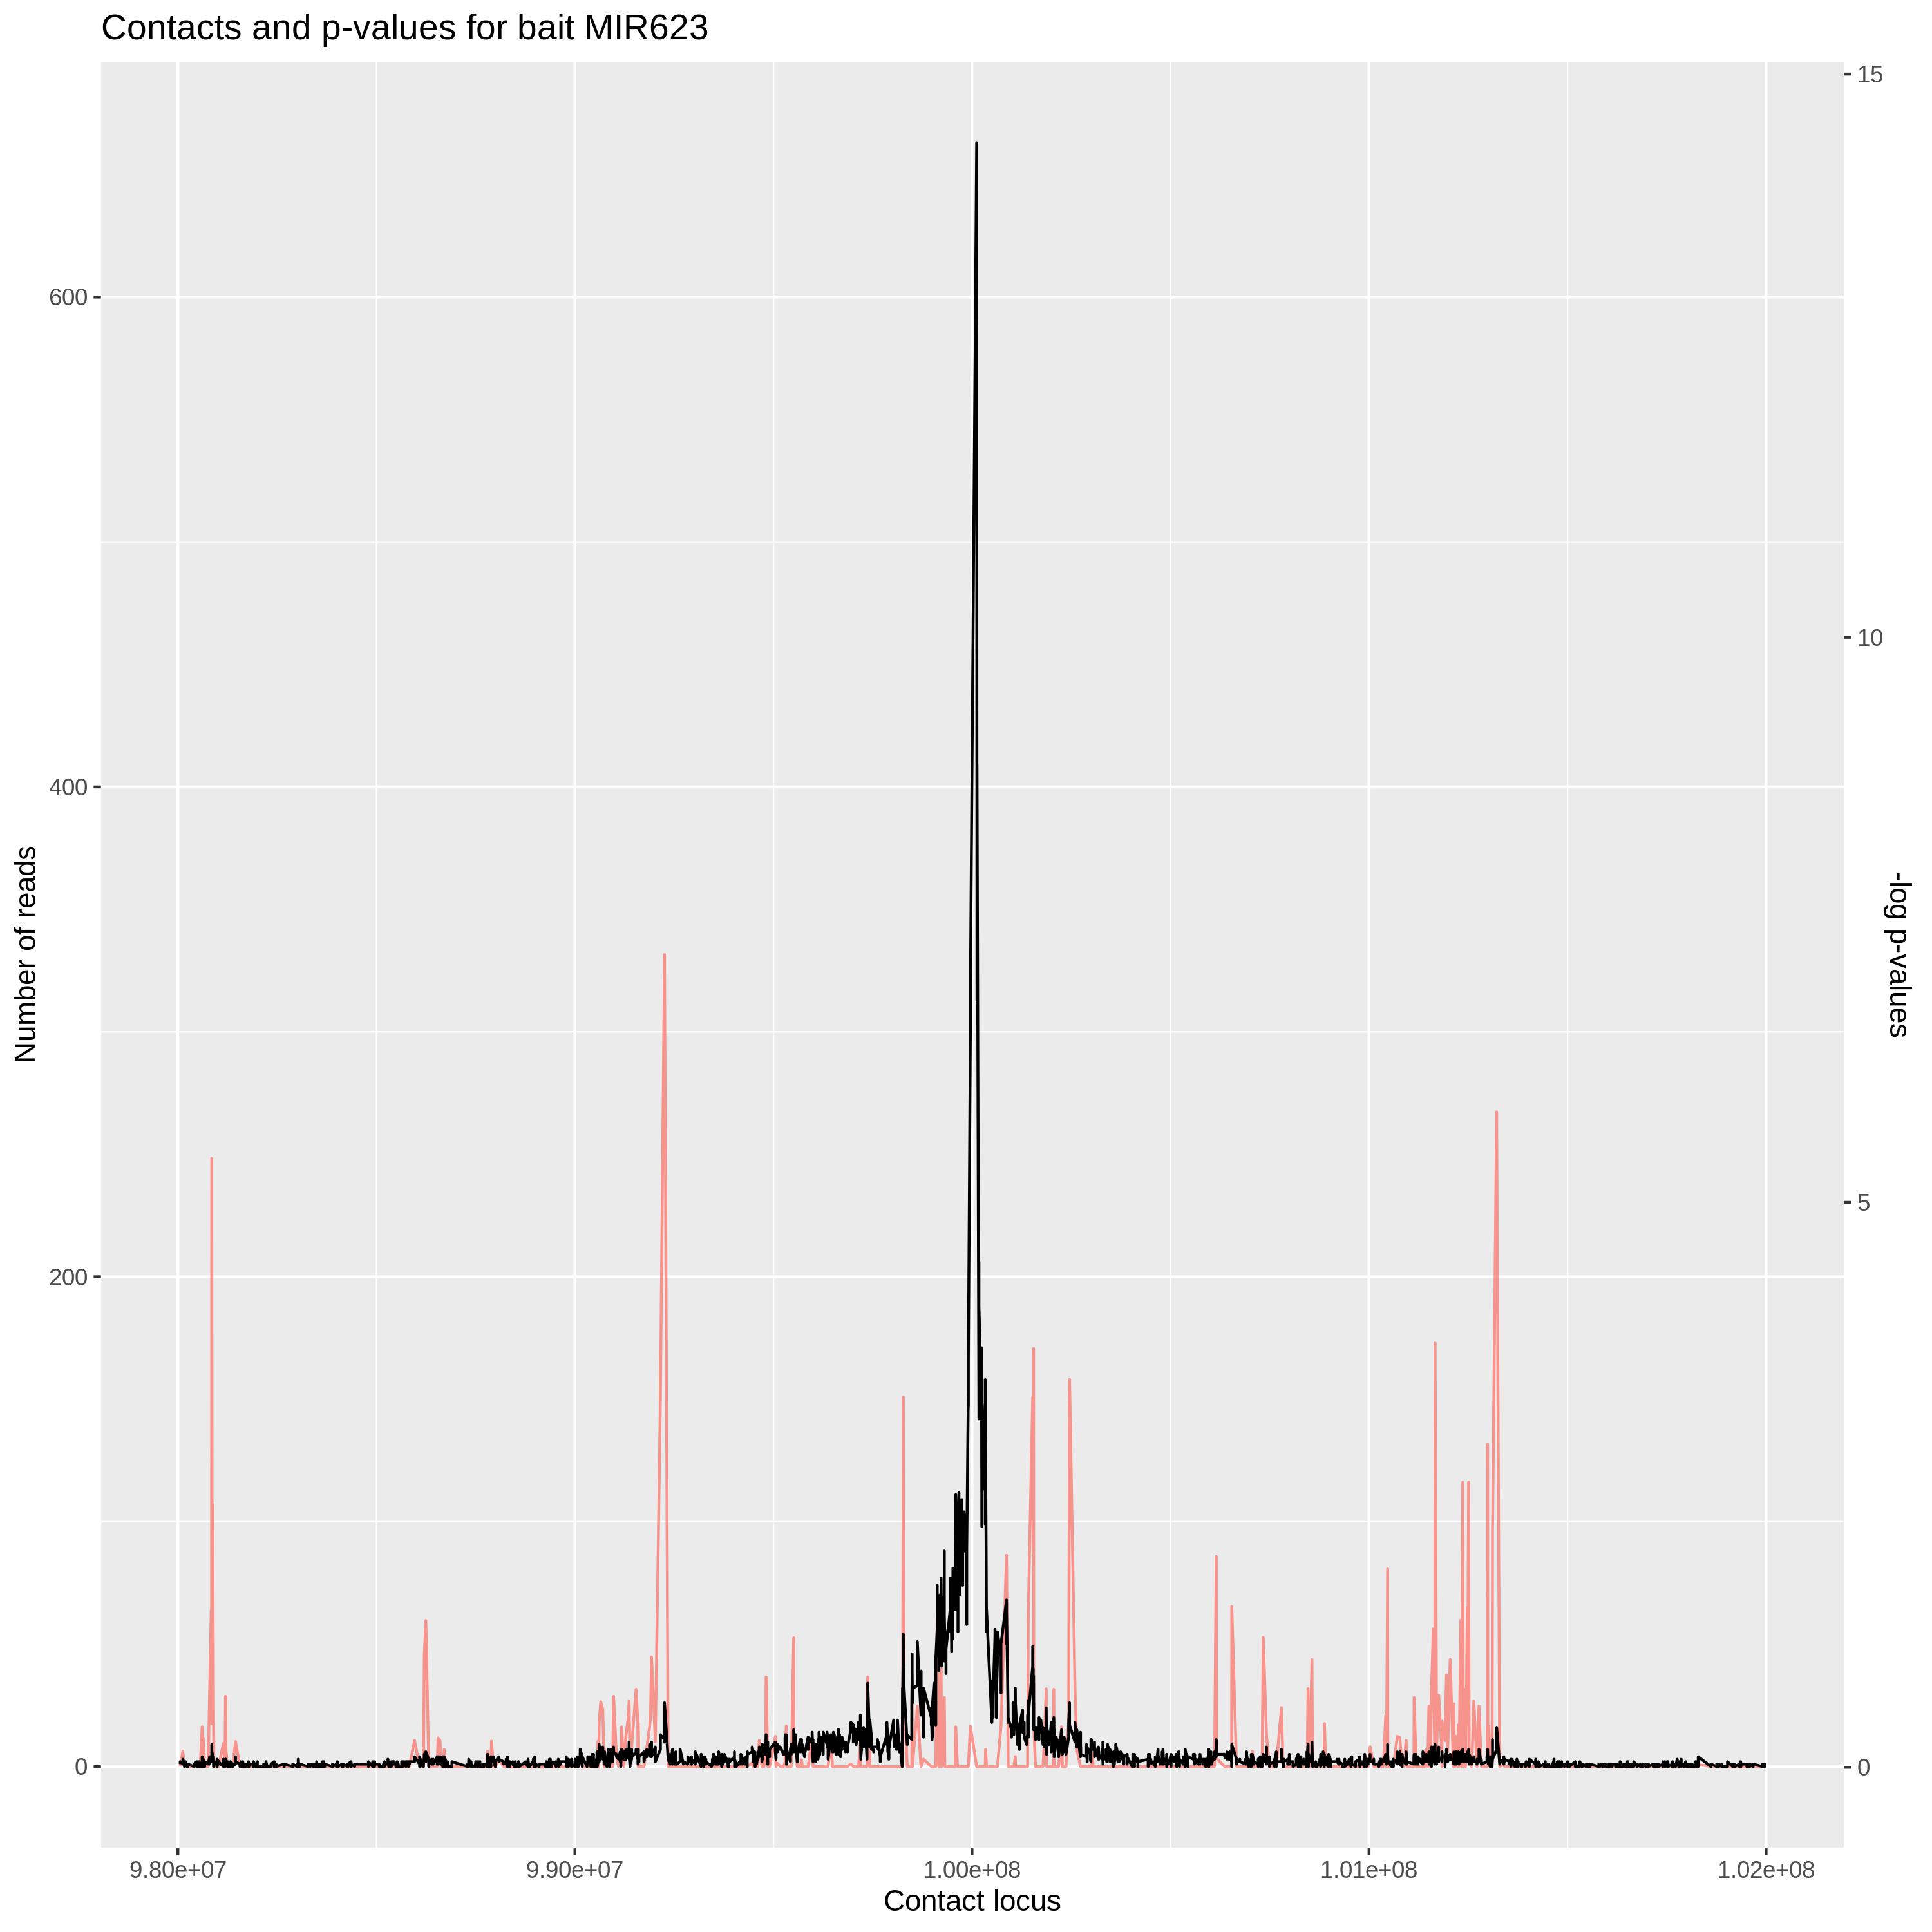 Contacts and p-values for bait MIR623
15
600
10
400
Number of reads
-log p-values
5
200
0
0
9.80e+07
9.90e+07
1.00e+08
1.01e+08
1.02e+08
Contact locus